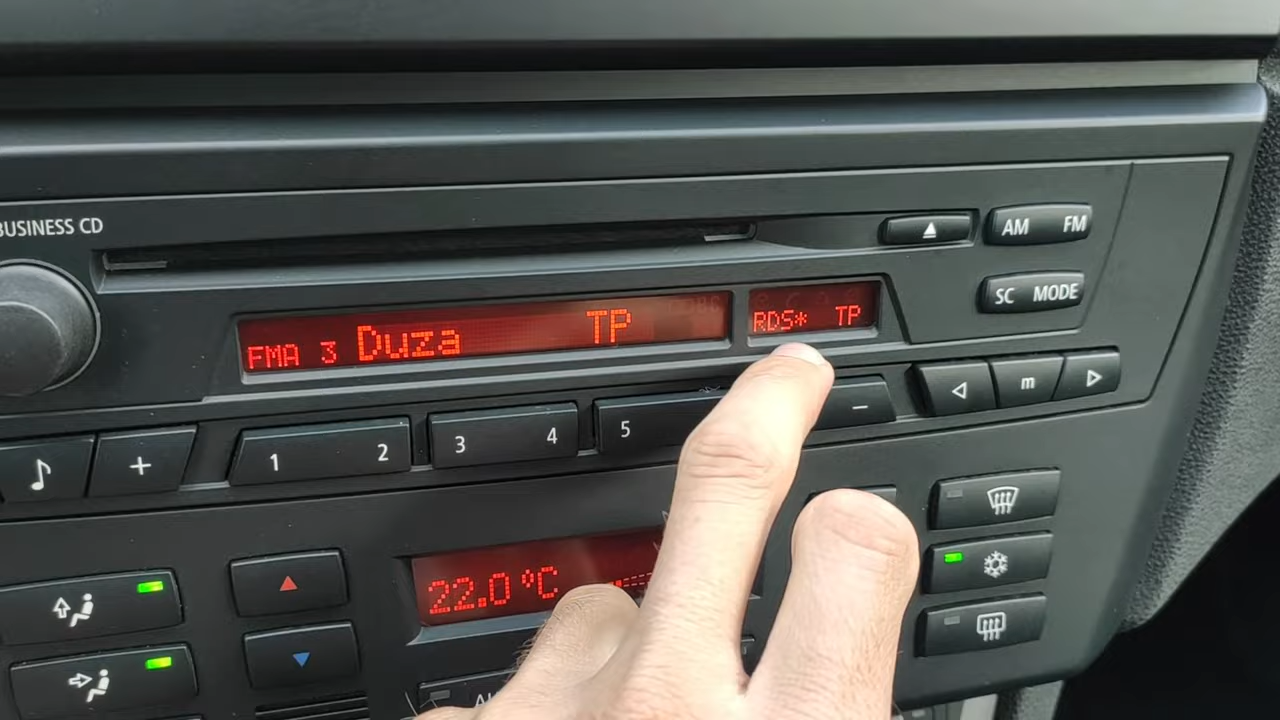 BUSINESS CD
AM FM
SC MODE
FMA 3 Duza TP
RDS* TP
1 2 3 4 5
m
+
−
22.0 °C